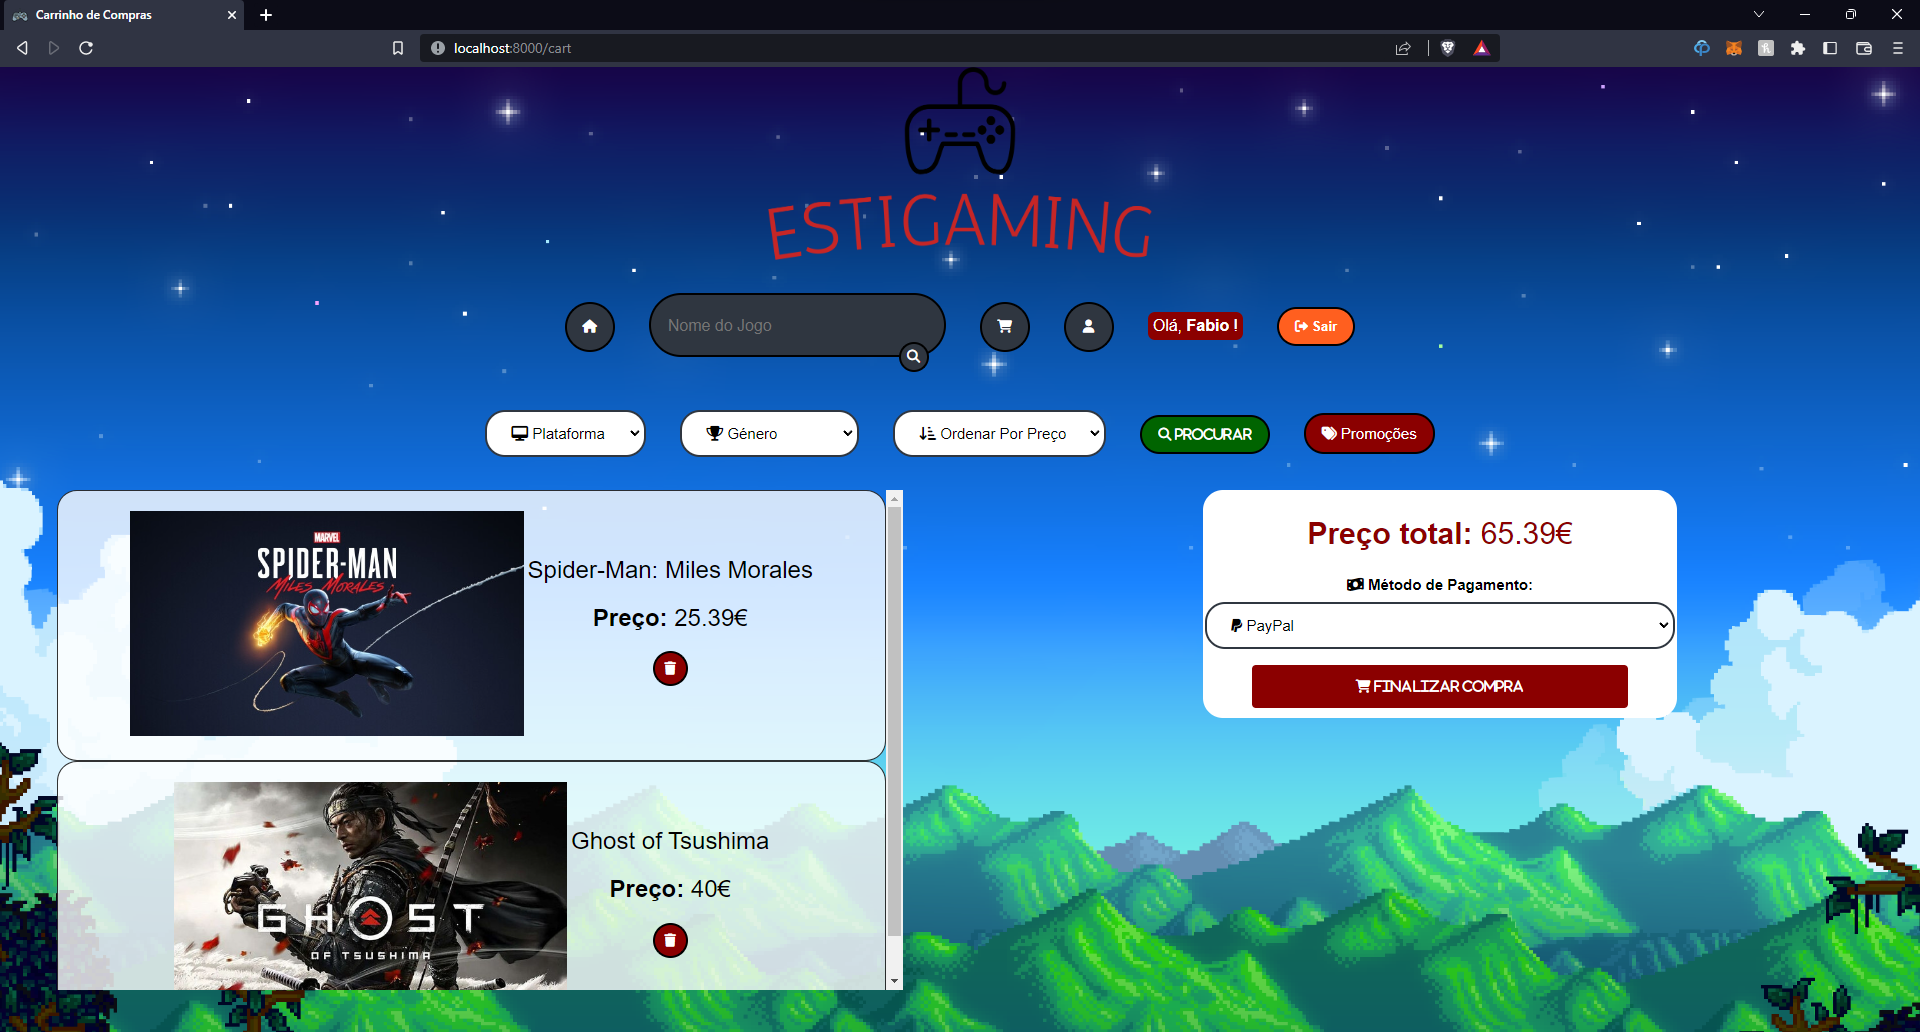 Carrinho de Compras
localhost:8000/cart
ESTIGAMING
Nome do Jogo
Olá, Fabio !
Sair
Plataforma
Género
Ordenar Por Preço
PROCURAR
Promoções
MARVEL
SPIDER-MAN
MILES MORALES
Spider-Man: Miles Morales
Preço: 25.39€
GHOST
OF TSUSHIMA
Ghost of Tsushima
Preço: 40€
Preço total: 65.39€
Método de Pagamento:
PayPal
FINALIZAR COMPRA